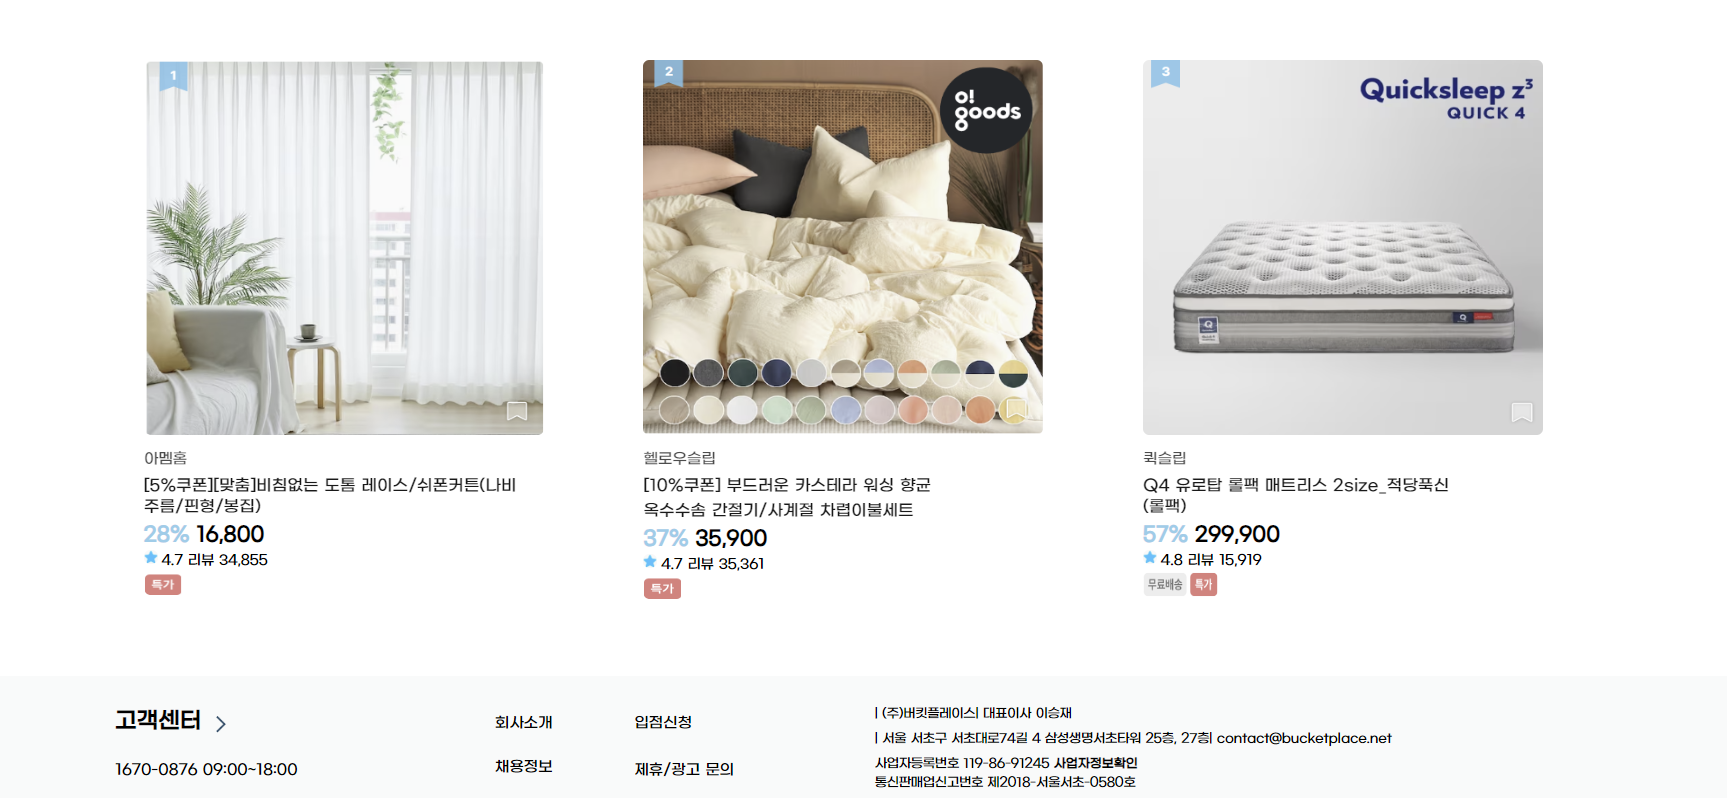 1
2
o!
goods
3
Quicksleep z³
QUICK 4
아멤홈
[5%쿠폰][맞춤]비침없는 도톰 레이스/쉬폰커튼(나비
주름/핀형/봉집)
28% 16,800
4.7 리뷰 34,855
특가
헬로우슬립
[10%쿠폰] 부드러운 카스테라 워싱 향균
옥수수솜 간절기/사계절 차렵이불세트
37% 35,900
4.7 리뷰 35,361
특가
퀵슬립
Q4 유로탑 롤팩 매트리스 2size_적당푹신
(롤팩)
57% 299,900
4.8 리뷰 15,919
무료배송 특가
고객센터
1670-0876 09:00~18:00
회사소개
채용정보
입점신청
제휴/광고 문의
| (주)버킷플레이스| 대표이사 이승재
| 서울 서초구 서초대로74길 4 삼성생명서초타워 25층, 27층| contact@bucketplace.net
사업자등록번호 119-86-91245 사업자정보확인
통신판매업신고번호 제2018-서울서초-0580호